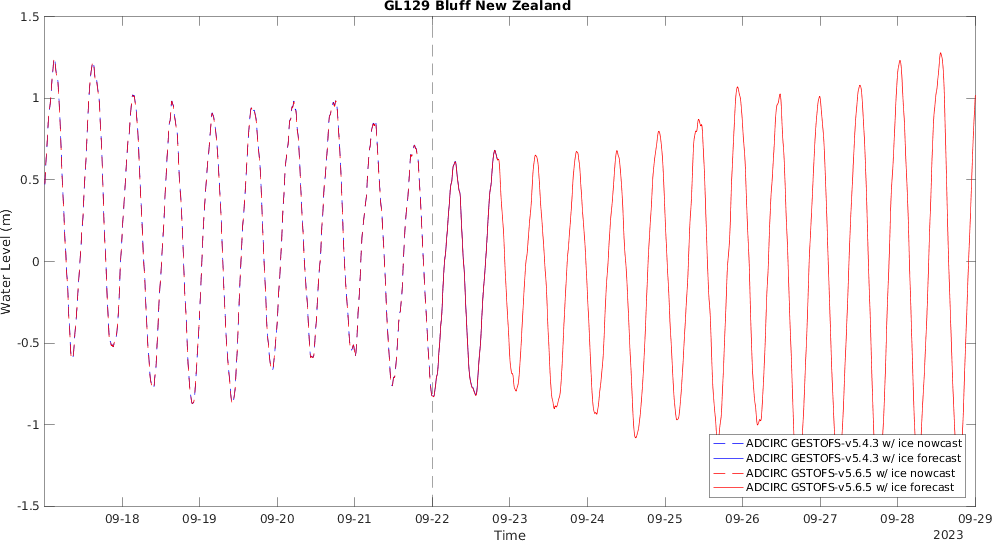 GL129 Bluff New Zealand
1.5
1
0.5
0
-0.5
-1
-1.5
Water Level (m)
ADCIRC GESTOFS-v5.4.3 w/ ice nowcast
ADCIRC GESTOFS-v5.4.3 w/ ice forecast
ADCIRC GSTOFS-v5.6.5 w/ ice nowcast
ADCIRC GSTOFS-v5.6.5 w/ ice forecast
09-18 09-19 09-20 09-21 09-22 09-23 09-24 09-25 09-26 09-27 09-28 09-29
Time
2023